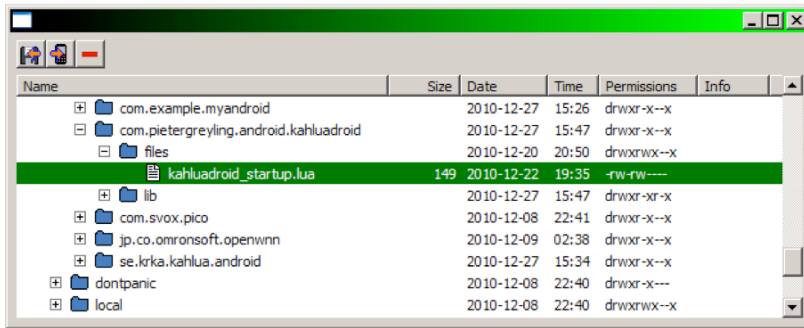 Name Size Date Time Permissions Info
com.example.myandroid 2010-12-27 15:26 drwxr-x--x
com.pietergreyling.android.kahluadroid 2010-12-27 15:47 drwxr-x--x
files 2010-12-20 20:50 drwxrwx--x
kahluadroid_startup.lua 149 2010-12-22 19:35 -rw-rw----
lib 2010-12-27 15:47 drwxr-xr-x
com.svox.pico 2010-12-08 22:41 drwxr-x--x
jp.co.omronsoft.openwnn 2010-12-09 02:38 drwxr-x--x
se.krka.kahlua.android 2010-12-27 15:34 drwxr-x--x
dontpanic 2010-12-08 22:40 drwxr-x---
local 2010-12-08 22:40 drwxrwx--x